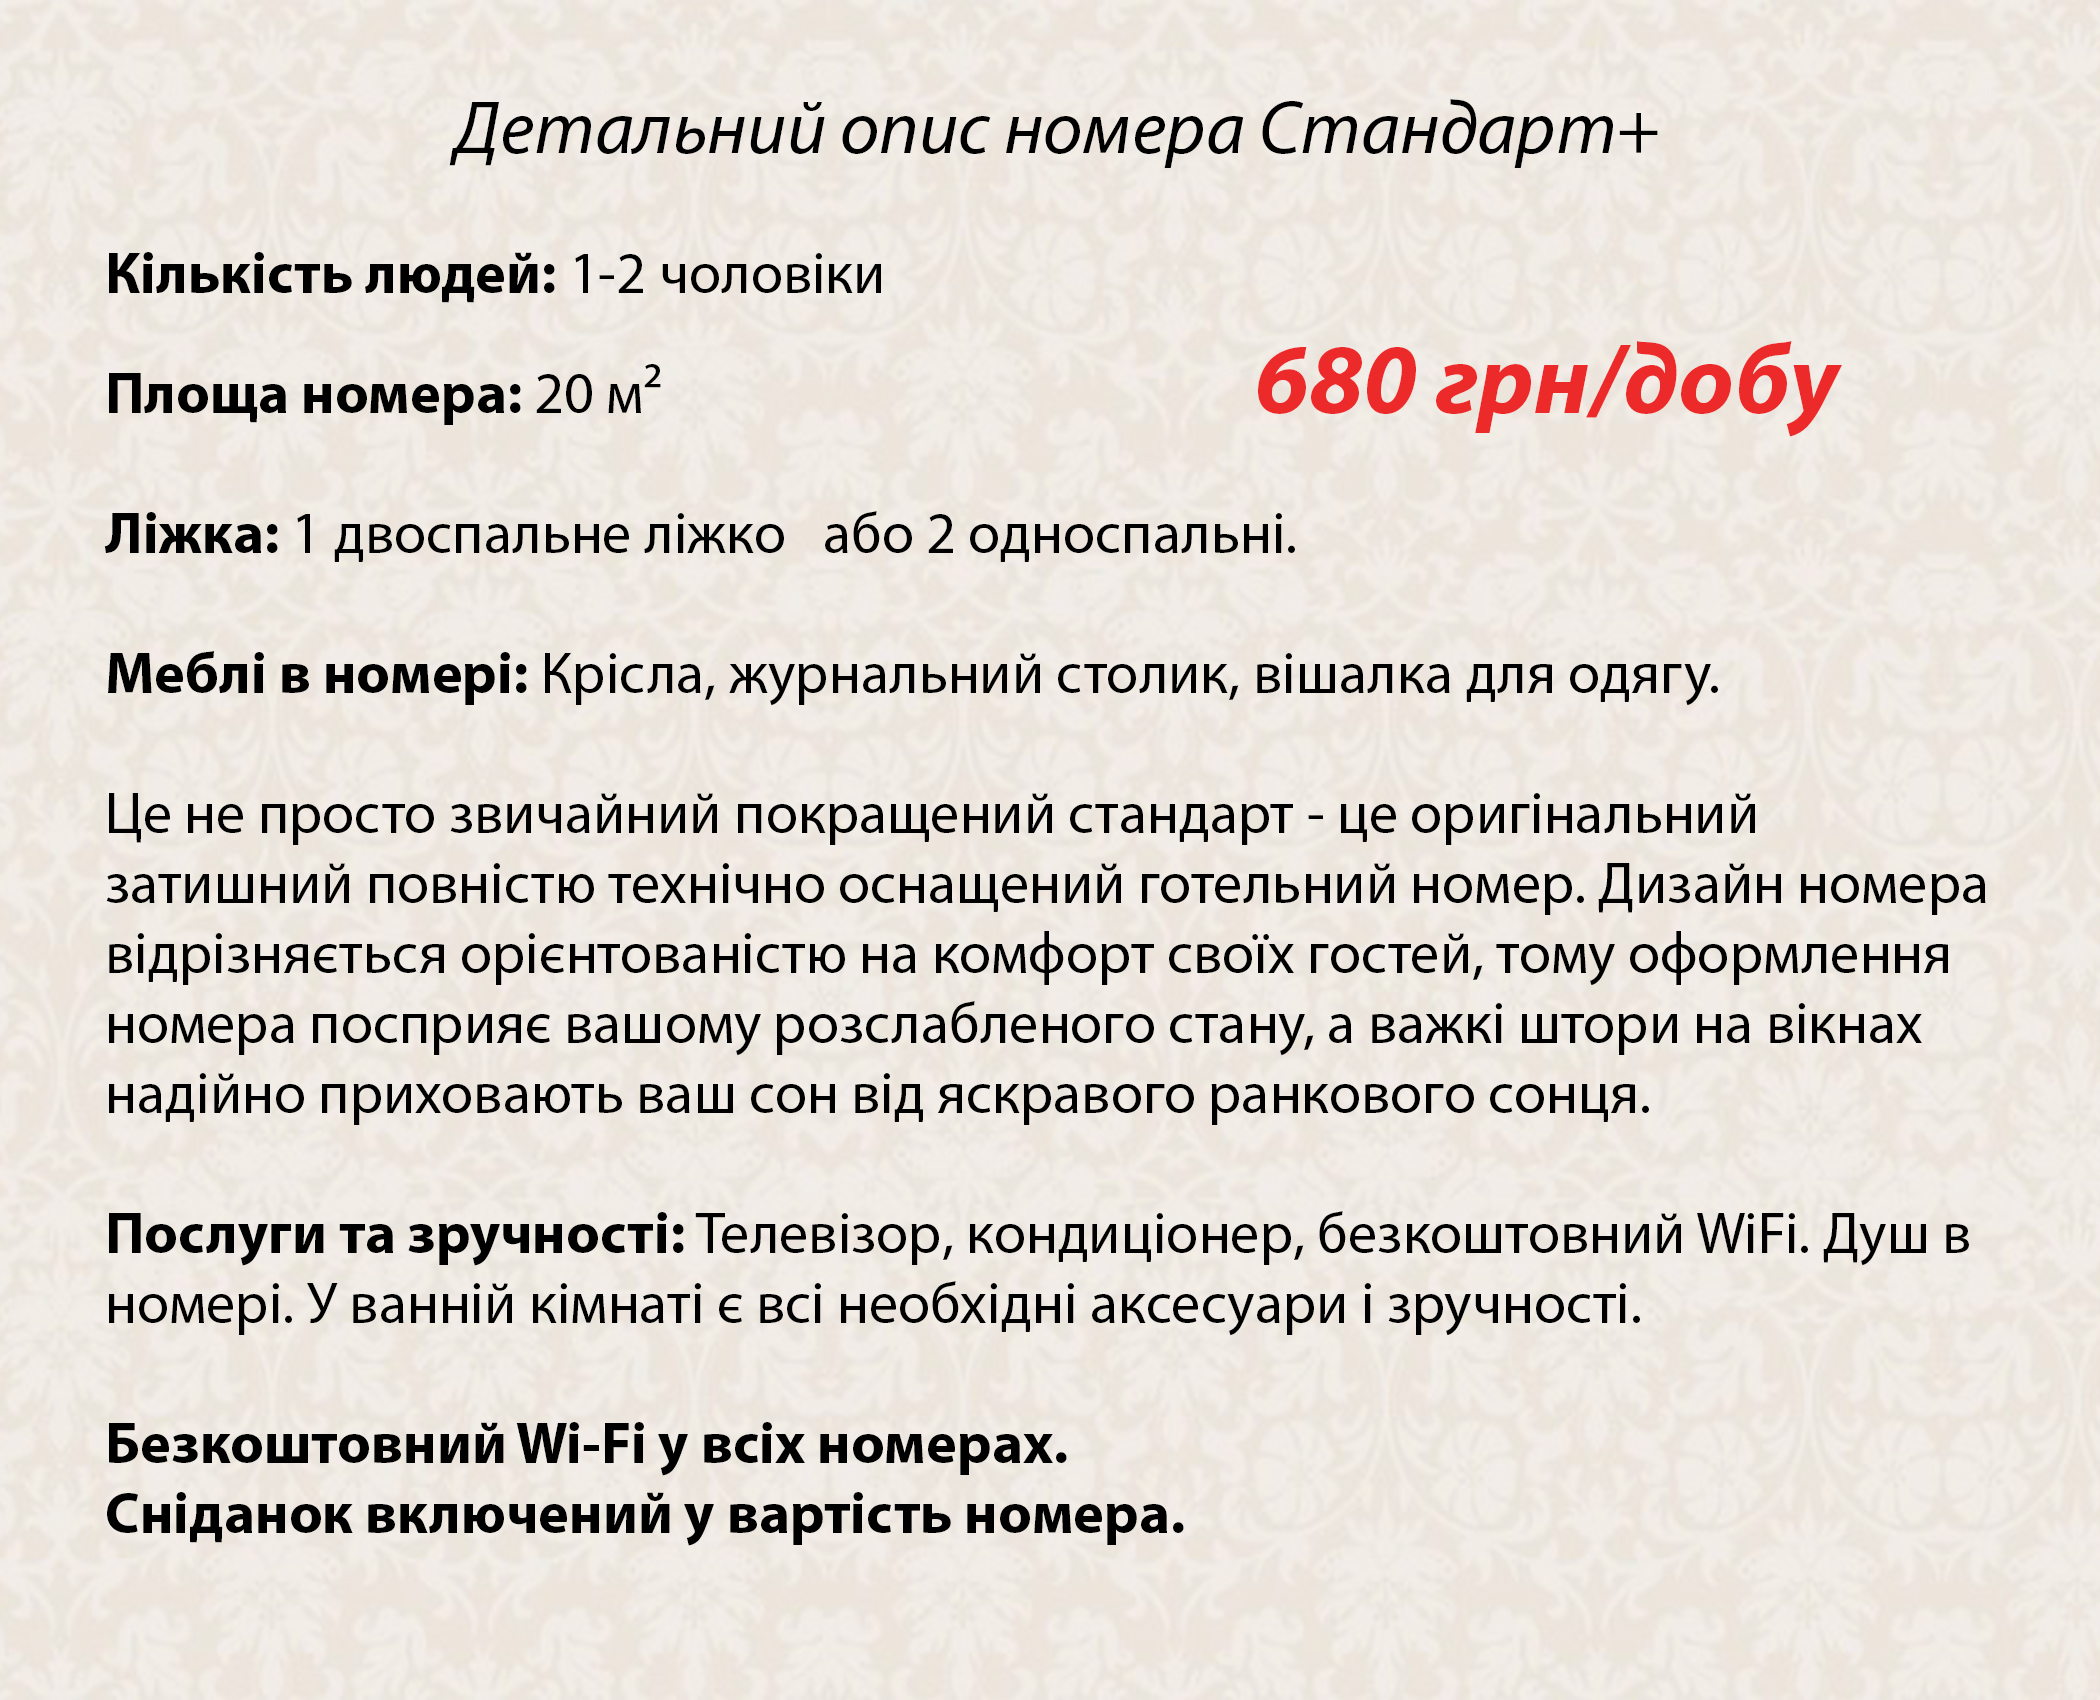 Детальний опис номера Стандарт+
Кількість людей: 1-2 чоловіки
680 грн/добу
Площа номера: 20 м²
Ліжка: 1 двоспальне ліжко або 2 односпальні.
Меблі в номері: Крісла, журнальний столик, вішалка для одягу.
Це не просто звичайний покращений стандарт - це оригінальний
затишний повністю технічно оснащений готельний номер. Дизайн номера
відрізняється орієнтованістю на комфорт своїх гостей, тому оформлення
номера посприяє вашому розслабленого стану, а важкі штори на вікнах
надійно приховають ваш сон від яскравого ранкового сонця.
Послуги та зручності: Телевізор, кондиціонер, безкоштовний WiFi. Душ в
номері. У ванній кімнаті є всі необхідні аксесуари і зручності.
Безкоштовний Wi-Fi у всіх номерах.
Сніданок включений у вартість номера.